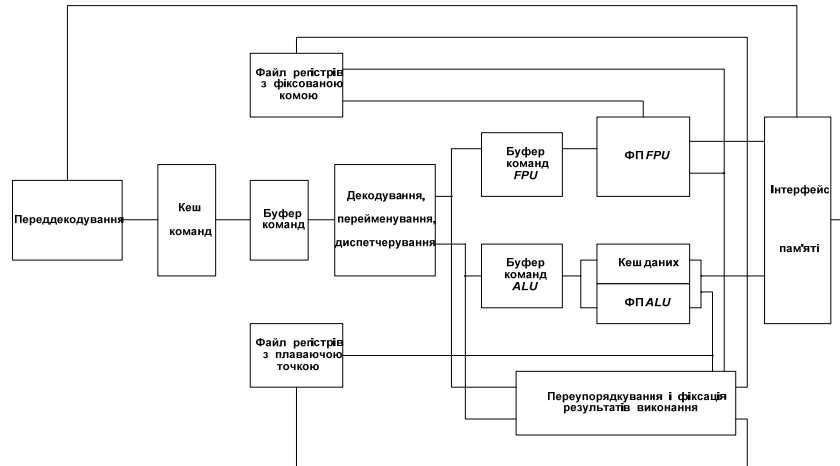 Файл регістрів
з фіксованою
комою
Буфер
команд
FPU
ФП FPU
Інтерфейс
пам'яті
Переддекодування
Кеш
команд
Буфер
команд
Декодування,
перейменування,
диспетчерування
Буфер
команд
ALU
Кеш даних
ФП ALU
Файл регістрів
з плаваючою
точкою
Переупорядкування і фіксація
результатів виконання